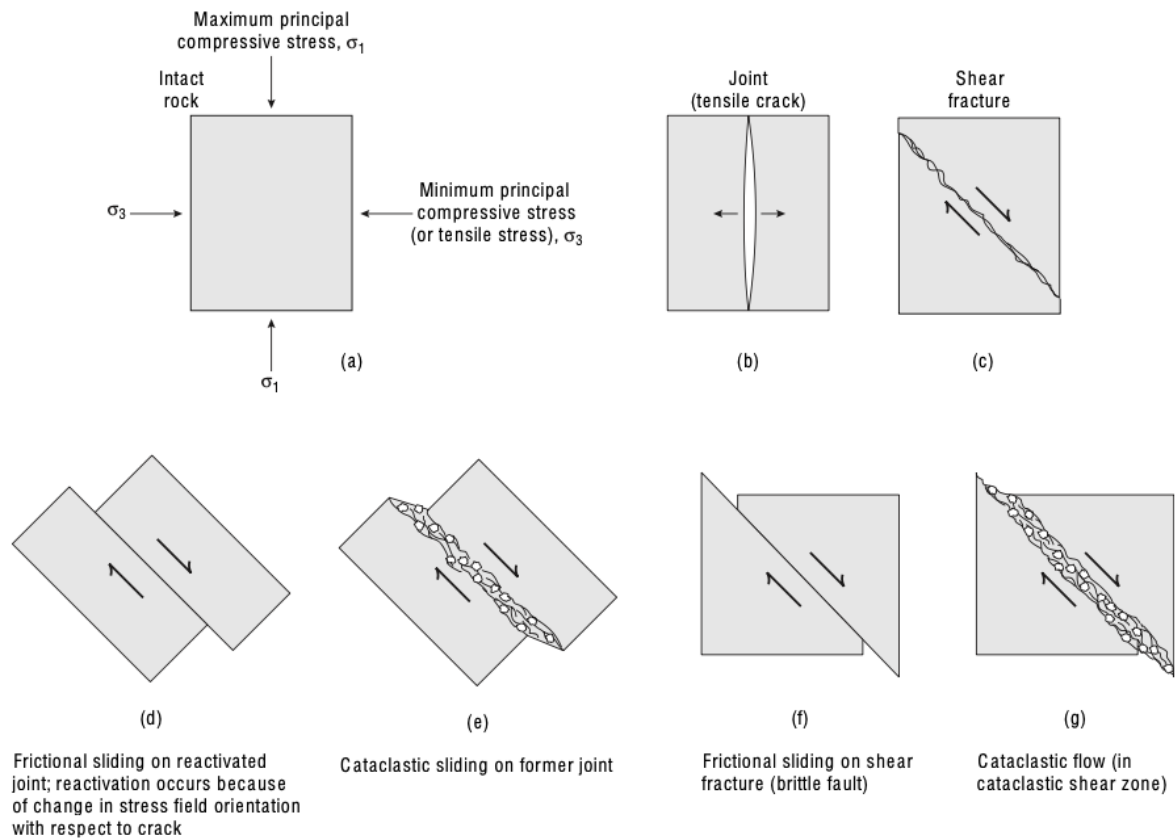 Maximum principal
compressive stress, σ1
Intact
rock
σ3
Minimum principal
compressive stress
(or tensile stress), σ3
σ1
(a)
Joint
(tensile crack)
(b)
Shear
fracture
(c)
(d)
Frictional sliding on reactivated
joint; reactivation occurs because
of change in stress field orientation
with respect to crack
(e)
Cataclastic sliding on former joint
(f)
Frictional sliding on shear
fracture (brittle fault)
(g)
Cataclastic flow (in
cataclastic shear zone)